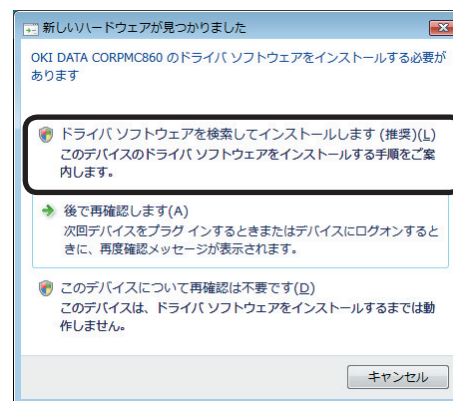 新しいハードウェアが見つかりました
OKI DATA CORPMC860 のドライバ ソフトウェアをインストールする必要が
あります
ドライバ ソフトウェアを検索してインストールします (推奨)(L)
このデバイスのドライバ ソフトウェアをインストールする手順をご案
内します。
後で再確認します(A)
次回デバイスをプラグ インするときまたはデバイスにログオンすると
きに、再度確認メッセージが表示されます。
このデバイスについて再確認は不要です(D)
このデバイスは、ドライバ ソフトウェアをインストールするまでは動
作しません。
キャンセル